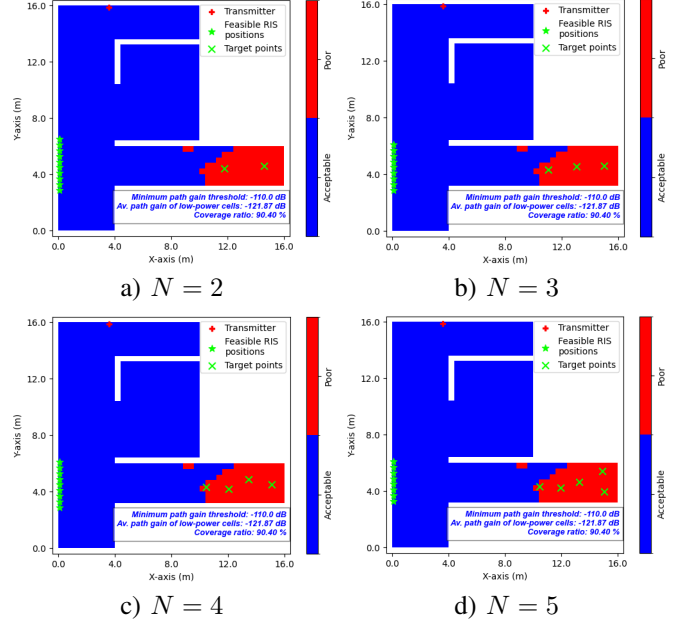 16.0
12.0
8.0
4.0
0.0
Y-axis (m)
Transmitter
Feasible RIS
positions
Target points
Minimum path gain threshold: -110.0 dB
Av. path gain of low-power cells: -121.87 dB
Coverage ratio: 90.40 %
0.0 4.0 8.0 12.0 16.0
X-axis (m)
Poor
Acceptable
a) N = 2
16.0
12.0
8.0
4.0
0.0
Y-axis (m)
Transmitter
Feasible RIS
positions
Target points
Minimum path gain threshold: -110.0 dB
Av. path gain of low-power cells: -121.87 dB
Coverage ratio: 90.40 %
0.0 4.0 8.0 12.0 16.0
X-axis (m)
Poor
Acceptable
b) N = 3
16.0
12.0
8.0
4.0
0.0
Y-axis (m)
Transmitter
Feasible RIS
positions
Target points
Minimum path gain threshold: -110.0 dB
Av. path gain of low-power cells: -121.87 dB
Coverage ratio: 90.40 %
0.0 4.0 8.0 12.0 16.0
X-axis (m)
Poor
Acceptable
c) N = 4
16.0
12.0
8.0
4.0
0.0
Y-axis (m)
Transmitter
Feasible RIS
positions
Target points
Minimum path gain threshold: -110.0 dB
Av. path gain of low-power cells: -121.87 dB
Coverage ratio: 90.40 %
0.0 4.0 8.0 12.0 16.0
X-axis (m)
Poor
Acceptable
d) N = 5